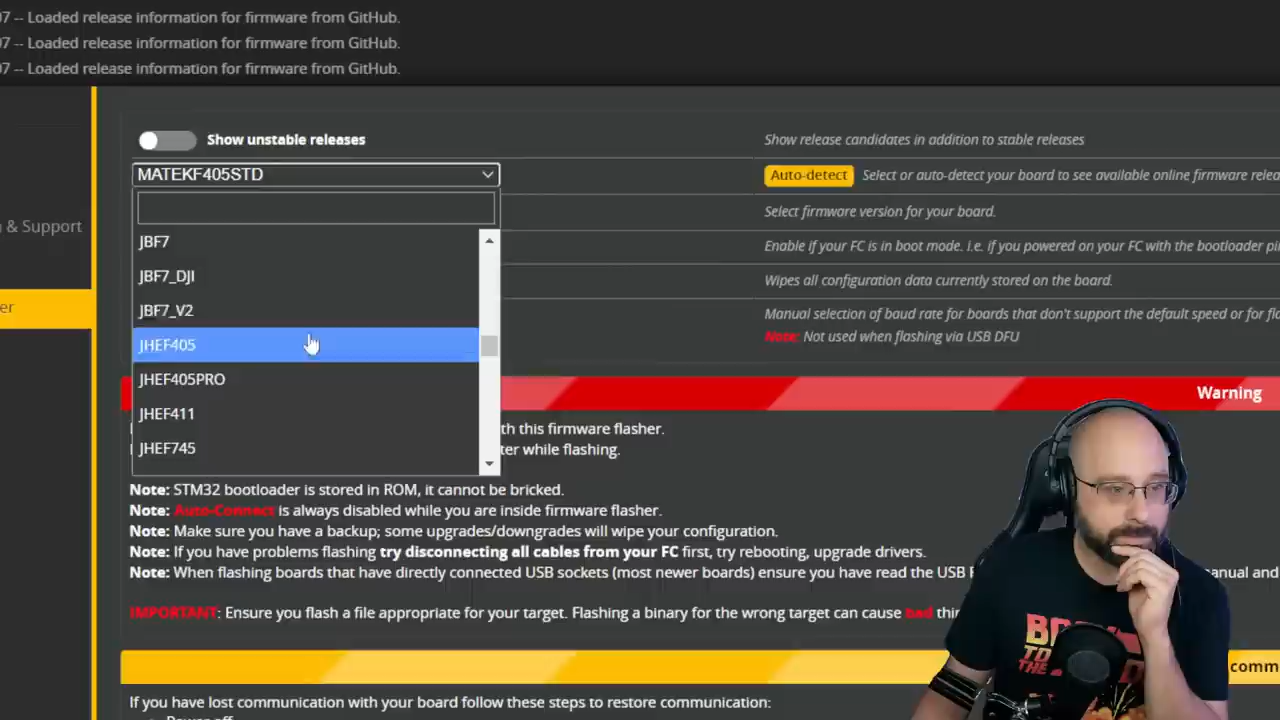 07 -- Loaded release information for firmware from GitHub.
07 -- Loaded release information for firmware from GitHub.
07 -- Loaded release information for firmware from GitHub.
Show unstable releases
Show release candidates in addition to stable releases
MATEKF405STD
Auto-detect
Select or auto-detect your board to see available online firmware relea
Select firmware version for your board.
n & Support
JBF7
Enable if your FC is in boot mode. i.e. if you powered on your FC with the bootloader pi
JBF7_DJI
Wipes all configuration data currently stored on the board.
er
JBF7_V2
Manual selection of baud rate for boards that don't support the default speed or for fla
Note: Not used when flashing via USB DFU
JHEF405
JHEF405PRO
Warning
JHEF411
th this firmware flasher.
JHEF745
ter while flashing.
Note: STM32 bootloader is stored in ROM, it cannot be bricked.
Note: Auto-Connect is always disabled while you are inside firmware flasher.
Note: Make sure you have a backup; some upgrades/downgrades will wipe your configuration.
Note: If you have problems flashing try disconnecting all cables from your FC first, try rebooting, upgrade drivers.
Note: When flashing boards that have directly connected USB sockets (most newer boards) ensure you have read the USB anual and
IMPORTANT: Ensure you flash a file appropriate for your target. Flashing a binary for the wrong target can cause bad thi
comm
If you have lost communication with your board follow these steps to restore communication:
Power off
TO
THE